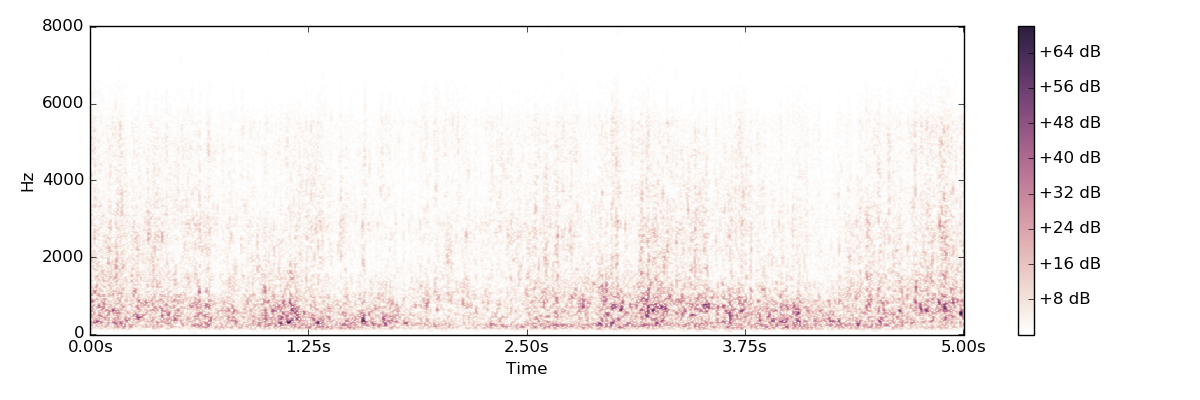 8000
6000
4000
2000
0
Hz
0.00s 1.25s 2.50s 3.75s 5.00s
Time
+64 dB
+56 dB
+48 dB
+40 dB
+32 dB
+24 dB
+16 dB
+8 dB